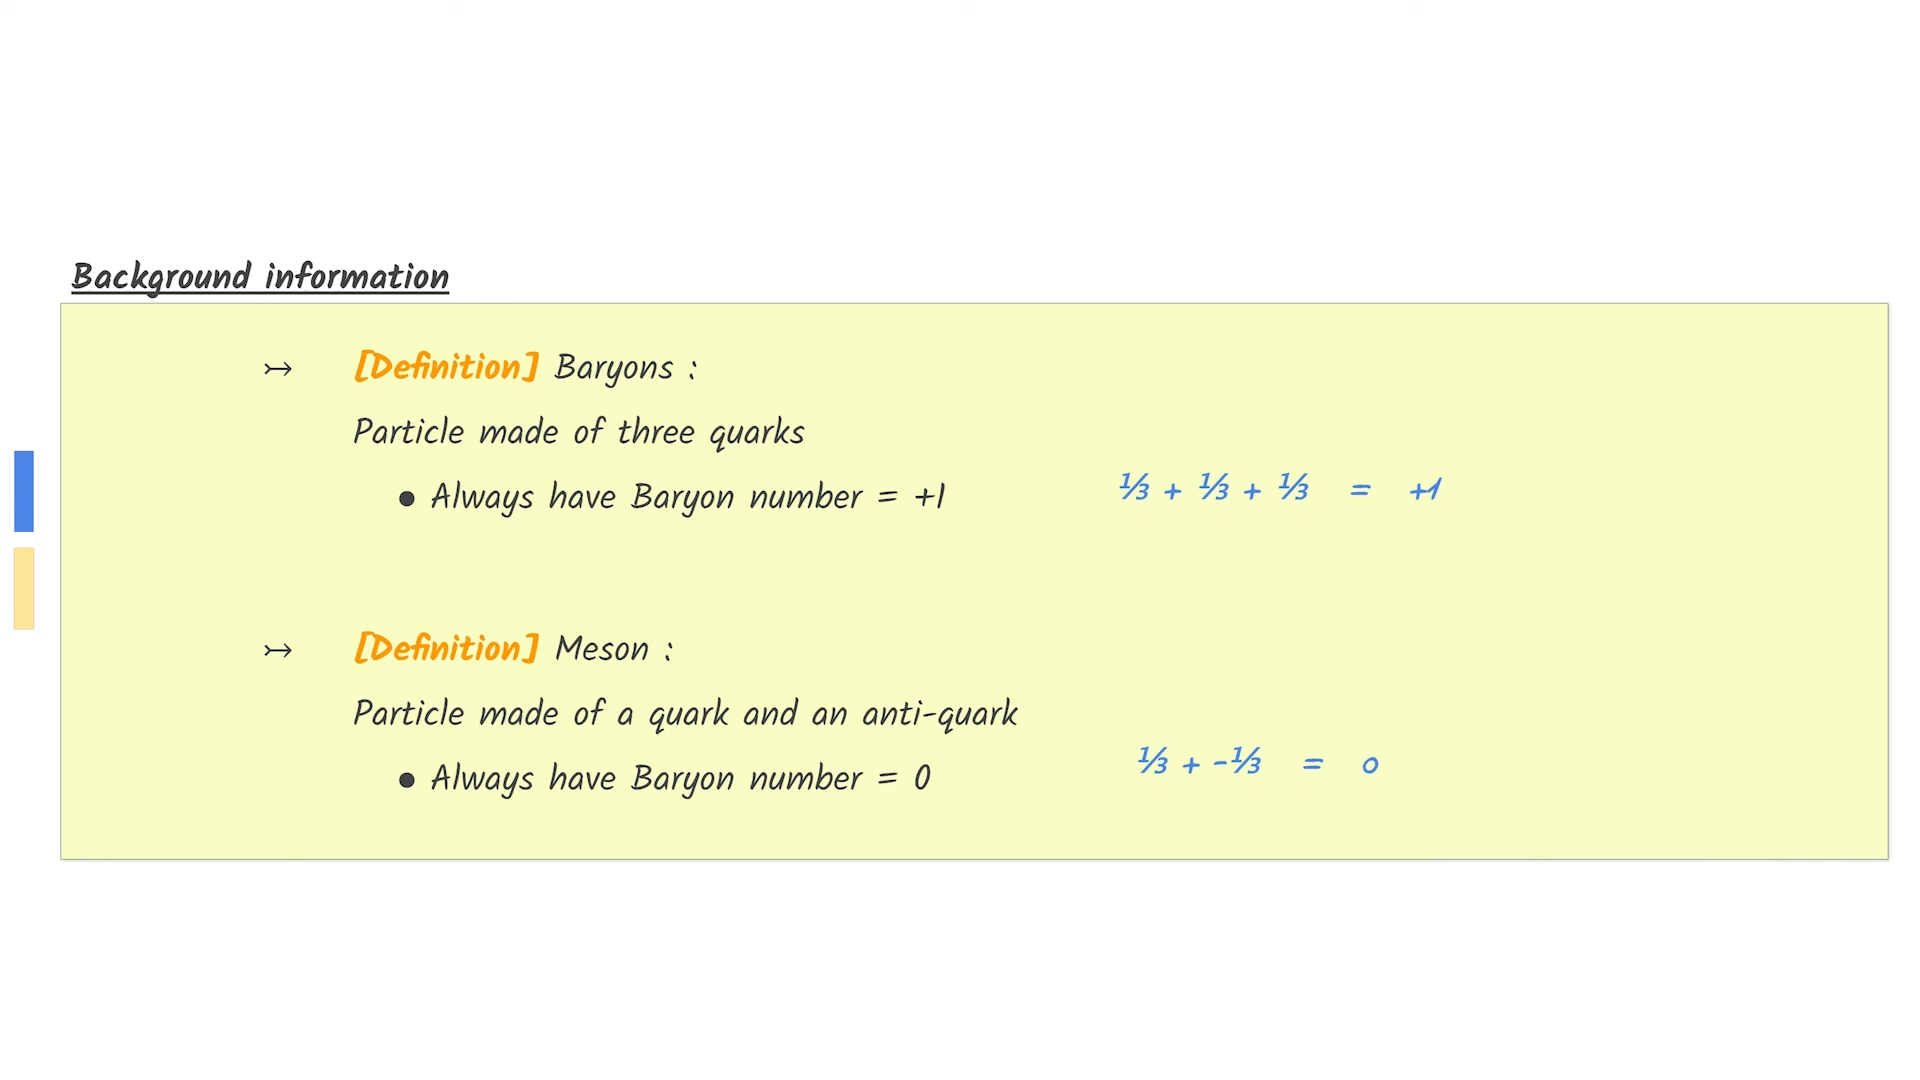 Background information
↣ [Definition] Baryons :
Particle made of three quarks
● Always have Baryon number = +1 ⅓ + ⅓ + ⅓ = +1
↣ [Definition] Meson :
Particle made of a quark and an anti-quark
● Always have Baryon number = 0 ⅓ + -⅓ = 0